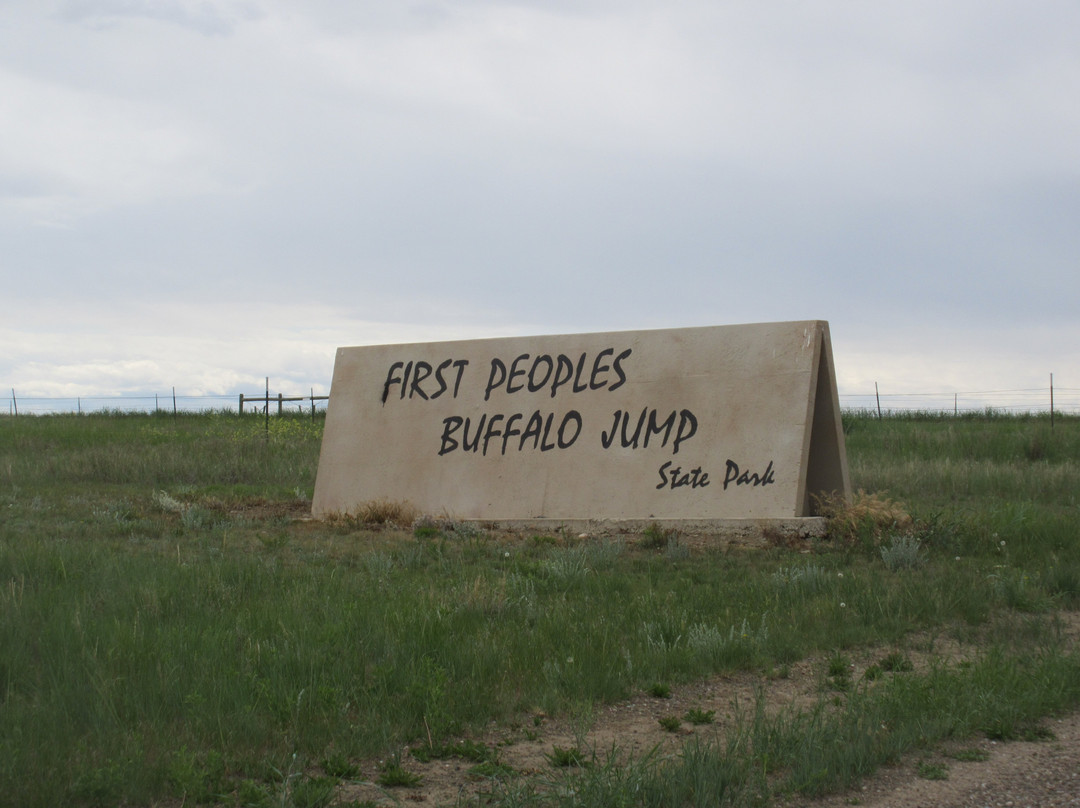 FIRST PEOPLES
BUFFALO JUMP
State Park